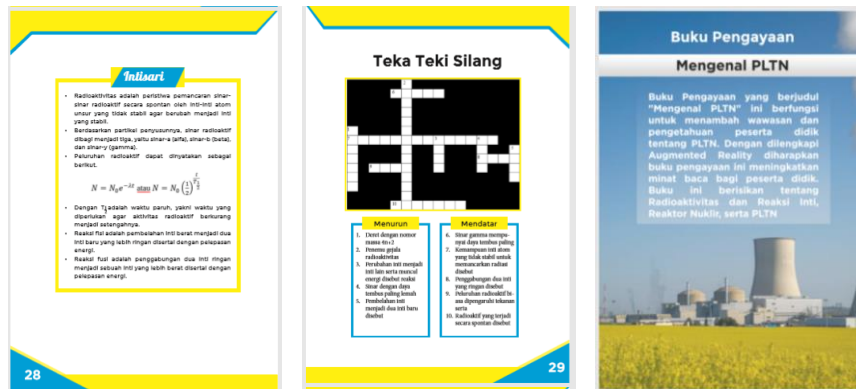 Intisari
• Radioaktivitas adalah peristiwa pemancaran sinar-
sinar radioaktif secara spontan oleh inti-inti atom
unsur yang tidak stabil agar berubah menjadi inti
yang stabil.
• Berdasarkan partikel penyusunnya, sinar radioaktif
dibagi menjadi tiga, yaitu sinar-a (alfa), sinar-b (beta),
dan sinar-y (gamma).
• Peluruhan radioaktif dapat dinyatakan sebagai
berikut.
N = N₀e^−λt atau N = N₀ (1/2)^
• Dengan T adalah waktu paruh, yakni waktu yang
diperlukan agar aktivitas radioaktif berkurang
menjadi setengahnya.
• Reaksi fisi adalah pembelahan inti berat menjadi dua
inti baru yang lebih ringan disertai dengan pelepasan
energi.
• Reaksi fusi adalah penggabungan dua inti ringan
menjadi sebuah inti yang lebih berat disertai dengan
pelepasan energi.
28
Teka Teki Silang
Menurun
1. Deret dengan nomor
massa 4n+2
2. Penemu gejala
radioaktivitas
3. Perubahan inti menjadi
inti lain serta muncul
energi disebut reaksi
4. Sinar dengan daya
tembus paling lemah
5. Pembelahan inti
menjadi dua inti baru
disebut
Mendatar
6. Sinar gamma mempu-
nyai daya tembus paling
7. Kemampuan inti atom
yang tidak stabil untuk
memancarkan radiasi
disebut
8. Penggabungan dua inti
yang ringan disebut
9. Peluruhan radioaktif bi-
asa dipengaruhi tekanan
serta
10. Radioaktif yang terjadi
secara spontan disebut
29
Buku Pengayaan
Mengenal PLTN
Buku Pengayaan yang berjudul
"Mengenal PLTN" ini berfungsi
untuk menambah wawasan dan
pengetahuan peserta didik
tentang PLTN. Dengan dilengkapi
Augmented Reality diharapkan
buku pengayaan ini meningkatkan
minat baca bagi peserta didik.
Buku ini berisikan tentang
Radioaktivitas dan Reaksi Inti,
Reaktor Nuklir, serta PLTN